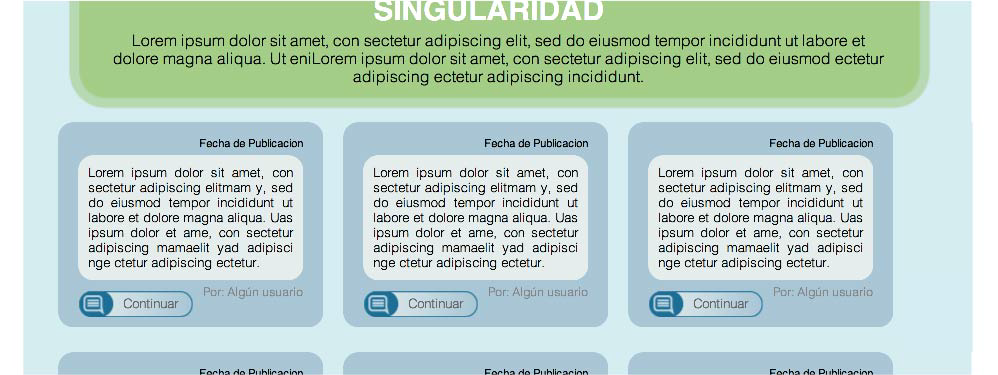 SINGULARIDAD
Lorem ipsum dolor sit amet, con sectetur adipiscing elit, sed do eiusmod tempor incididunt ut labore et
dolore magna aliqua. Ut eniLorem ipsum dolor sit amet, con sectetur adipiscing elit, sed do eiusmod ectetur
adipiscing ectetur adipiscing incididunt.
Fecha de Publicacion
Lorem ipsum dolor sit amet, con
sectetur adipiscing elitmam y, sed
do eiusmod tempor incididunt ut
labore et dolore magna aliqua. Uas
ipsum dolor et ame, con sectetur
adipiscing mamaelit yad adipisci
nge ctetur adipiscing ectetur.
Por: Algún usuario
Continuar
Fecha de Publicacion
Lorem ipsum dolor sit amet, con
sectetur adipiscing elitmam y, sed
do eiusmod tempor incididunt ut
labore et dolore magna aliqua. Uas
ipsum dolor et ame, con sectetur
adipiscing mamaelit yad adipisci
nge ctetur adipiscing ectetur.
Por: Algún usuario
Continuar
Fecha de Publicacion
Lorem ipsum dolor sit amet, con
sectetur adipiscing elitmam y, sed
do eiusmod tempor incididunt ut
labore et dolore magna aliqua. Uas
ipsum dolor et ame, con sectetur
adipiscing mamaelit yad adipisci
nge ctetur adipiscing ectetur.
Por: Algún usuario
Continuar
Fecha de Publicacion
Fecha de Publicacion
Fecha de Publicacion